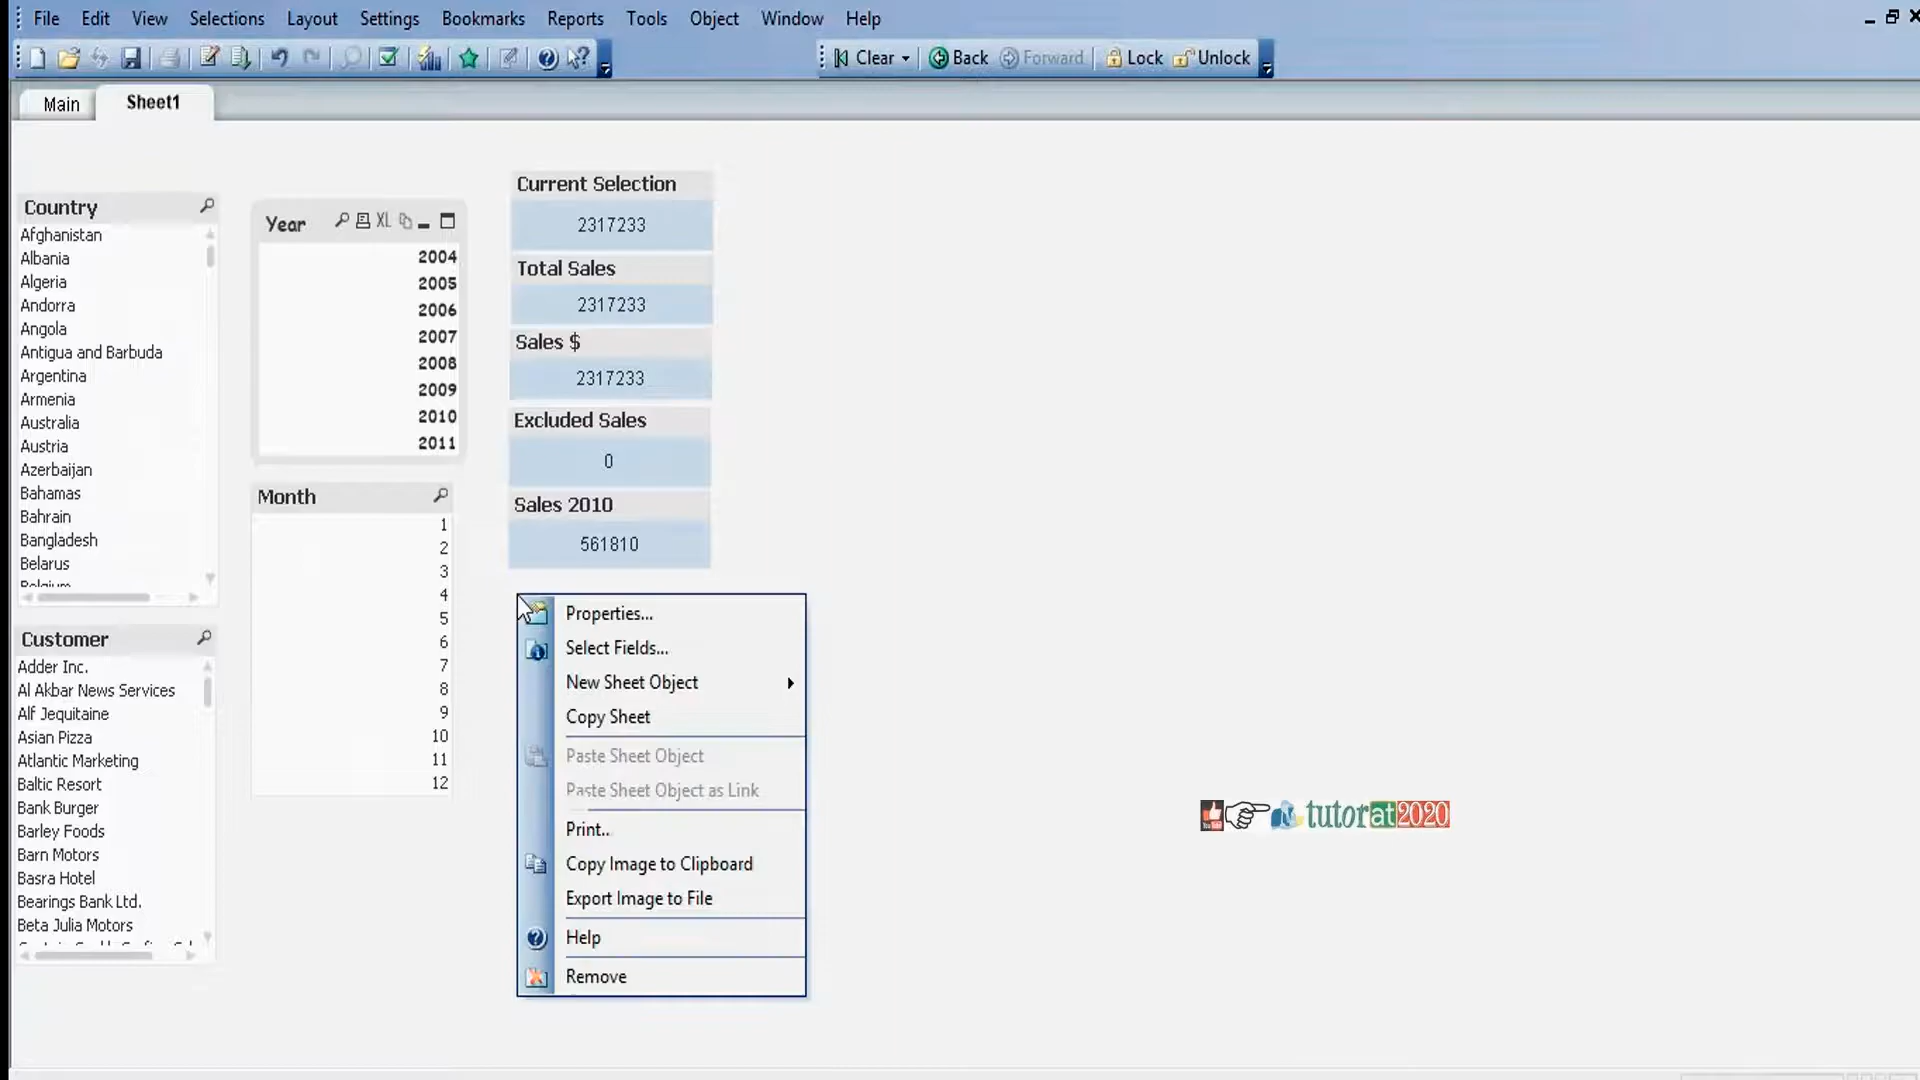 File Edit View Selections Layout Settings Bookmarks Reports Tools Object Window Help
Clear Back Forward Lock Unlock
Main Sheet1
Country
Afghanistan
Albania
Algeria
Andorra
Angola
Antigua and Barbuda
Argentina
Armenia
Australia
Austria
Azerbaijan
Bahamas
Bahrain
Bangladesh
Belarus
Belgium
Customer
Adder Inc.
Al Akbar News Services
Alf Jequitaine
Asian Pizza
Atlantic Marketing
Baltic Resort
Bank Burger
Barley Foods
Barn Motors
Basra Hotel
Bearings Bank Ltd.
Beta Julia Motors
Year XL
2004
2005
2006
2007
2008
2009
2010
2011
Month
1
2
3
4
5
6
7
8
9
10
11
12
Current Selection
2317233
Total Sales
2317233
Sales $
2317233
Excluded Sales
0
Sales 2010
561810
Properties...
Select Fields...
New Sheet Object
Copy Sheet
Paste Sheet Object
Paste Sheet Object as Link
Print..
Copy Image to Clipboard
Export Image to File
Help
Remove
tutorat2020